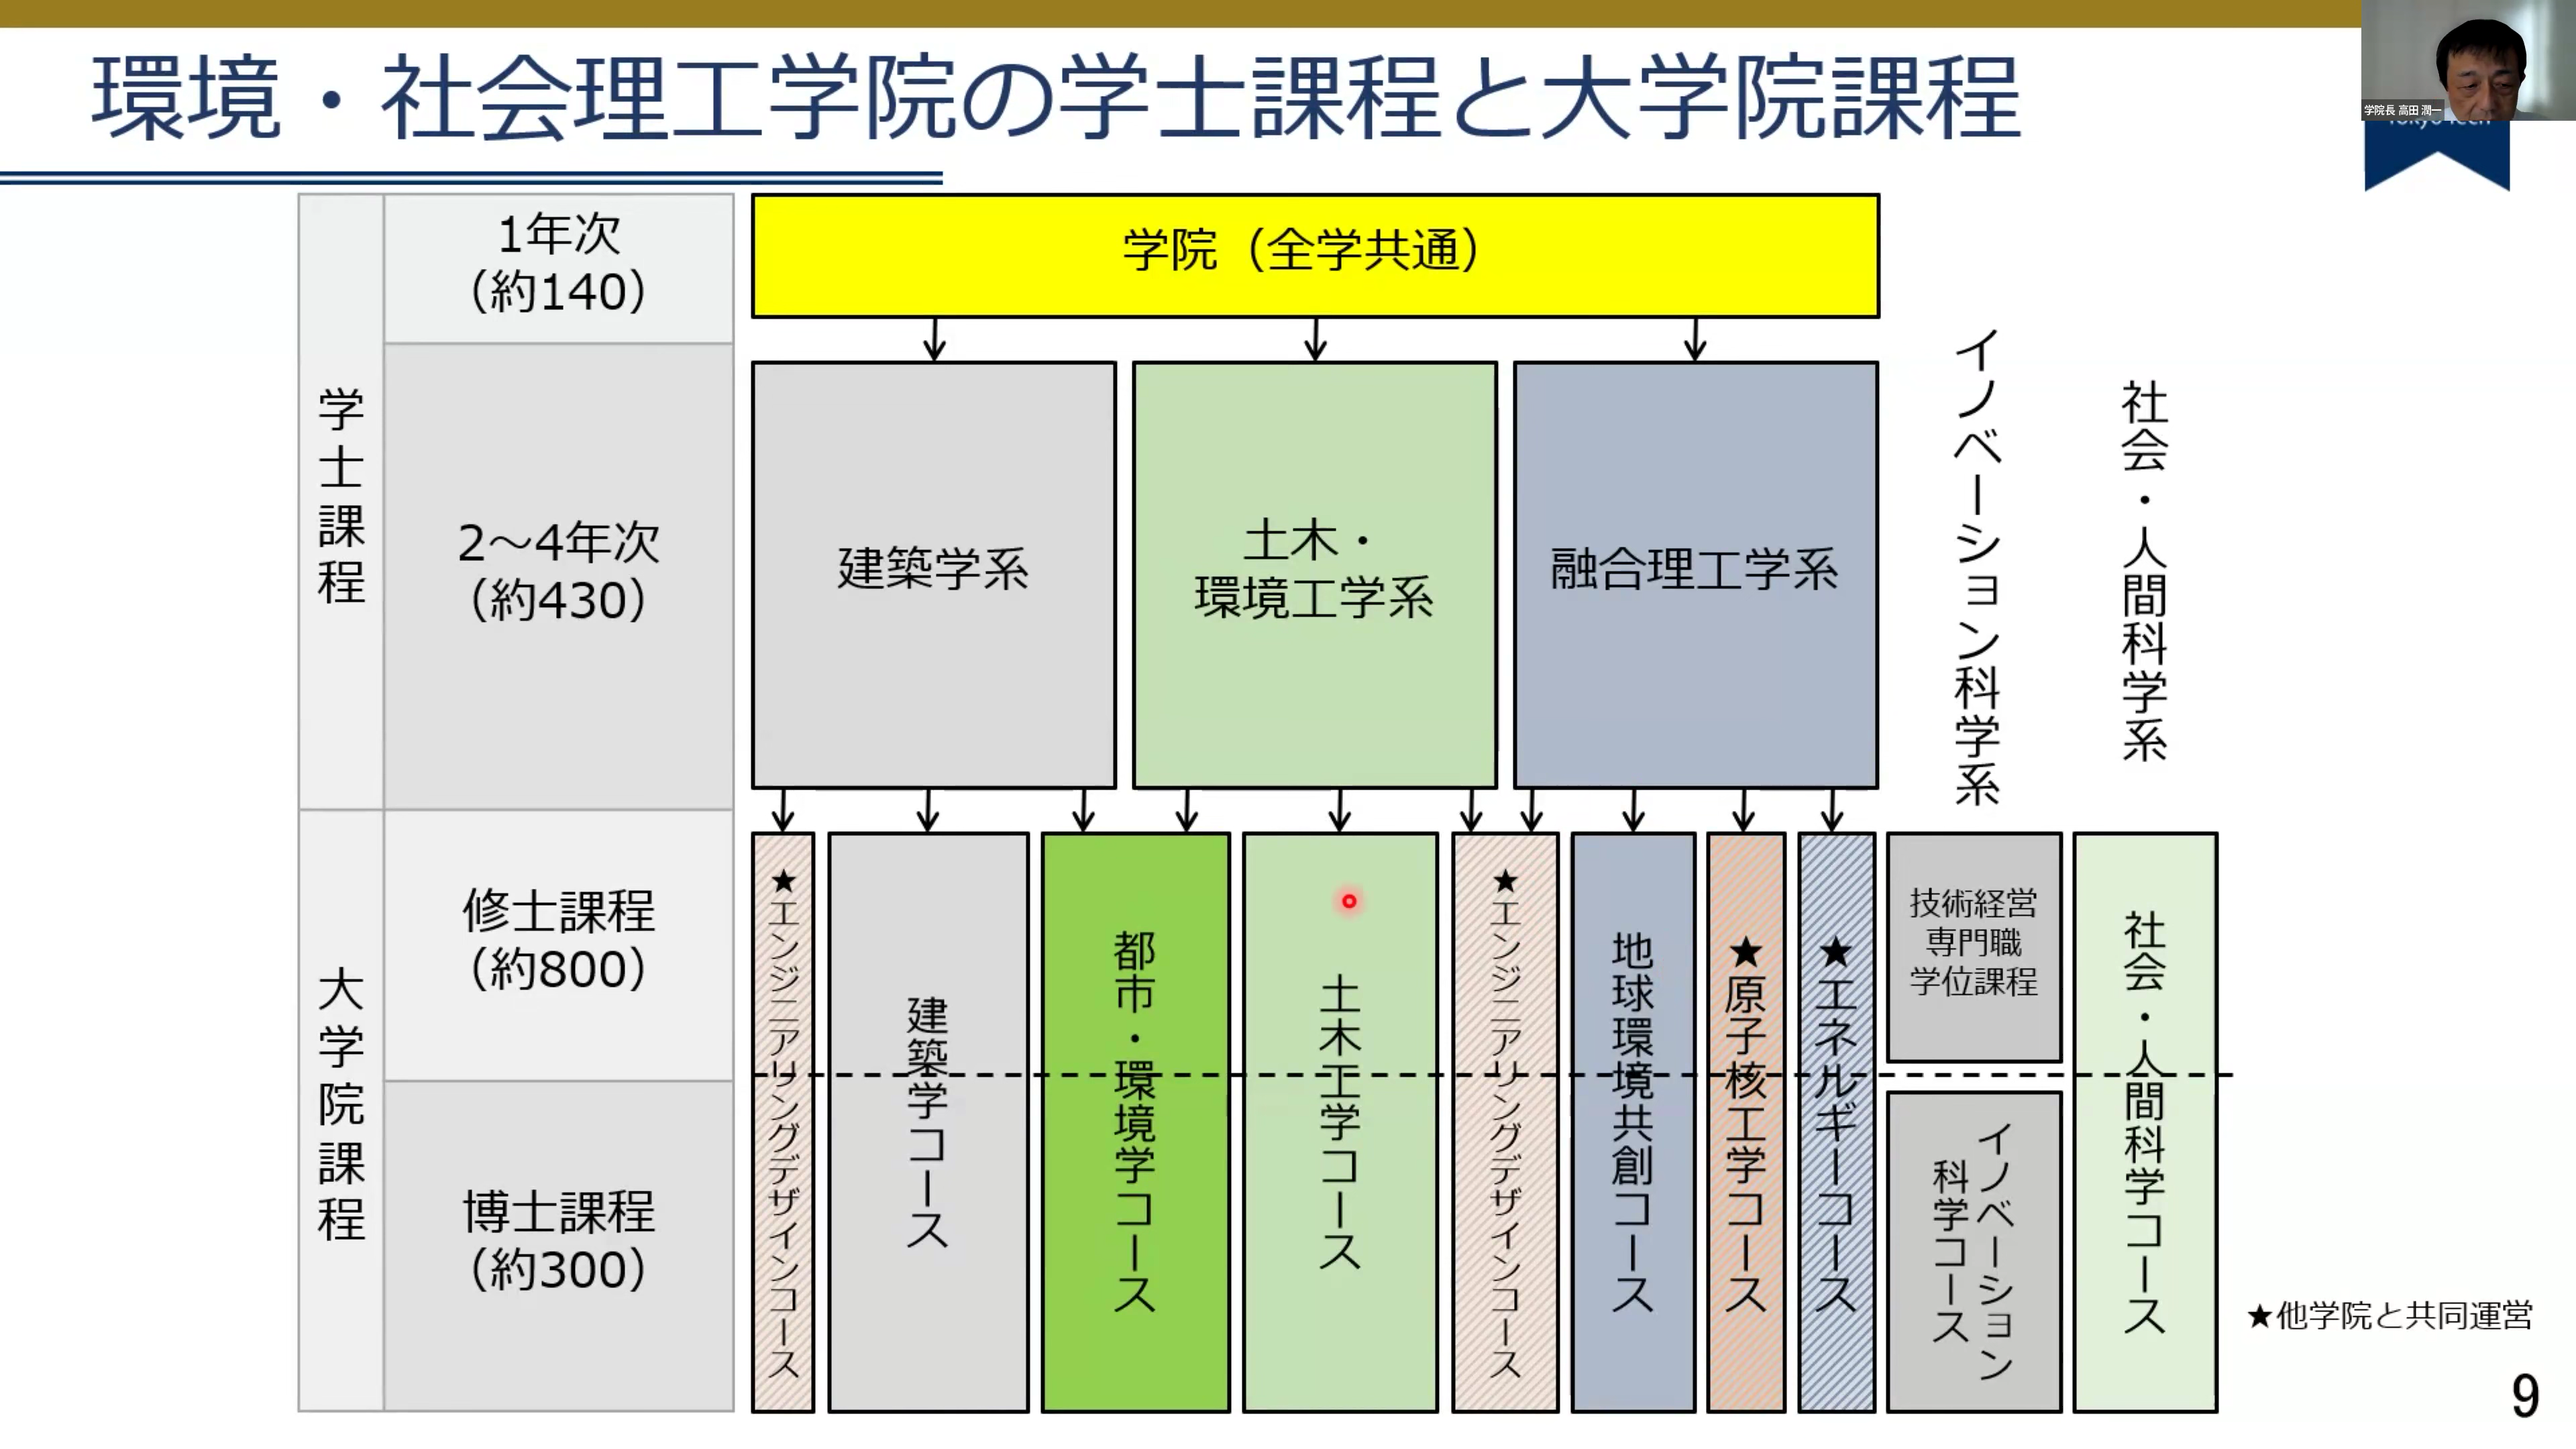 環境・社会理工学院の学士課程と大学院課程
学院長 高田 潤一
学士課程
1年次
（約140）
2～4年次
（約430）
大学院課程
修士課程
（約800）
博士課程
（約300）
学院（全学共通）
建築学系
土木・
環境工学系
融合理工学系
イノベーション科学系
社会・人間科学系
★エンジニアリングデザインコース
建築学コース
都市・環境学コース
土木工学コース
★エンジニアリングデザインコース
地球環境共創コース
★原子核工学コース
★エネルギーコース
技術経営
専門職
学位課程
イノベーション
科学コース
社会・人間科学コース
★他学院と共同運営
9